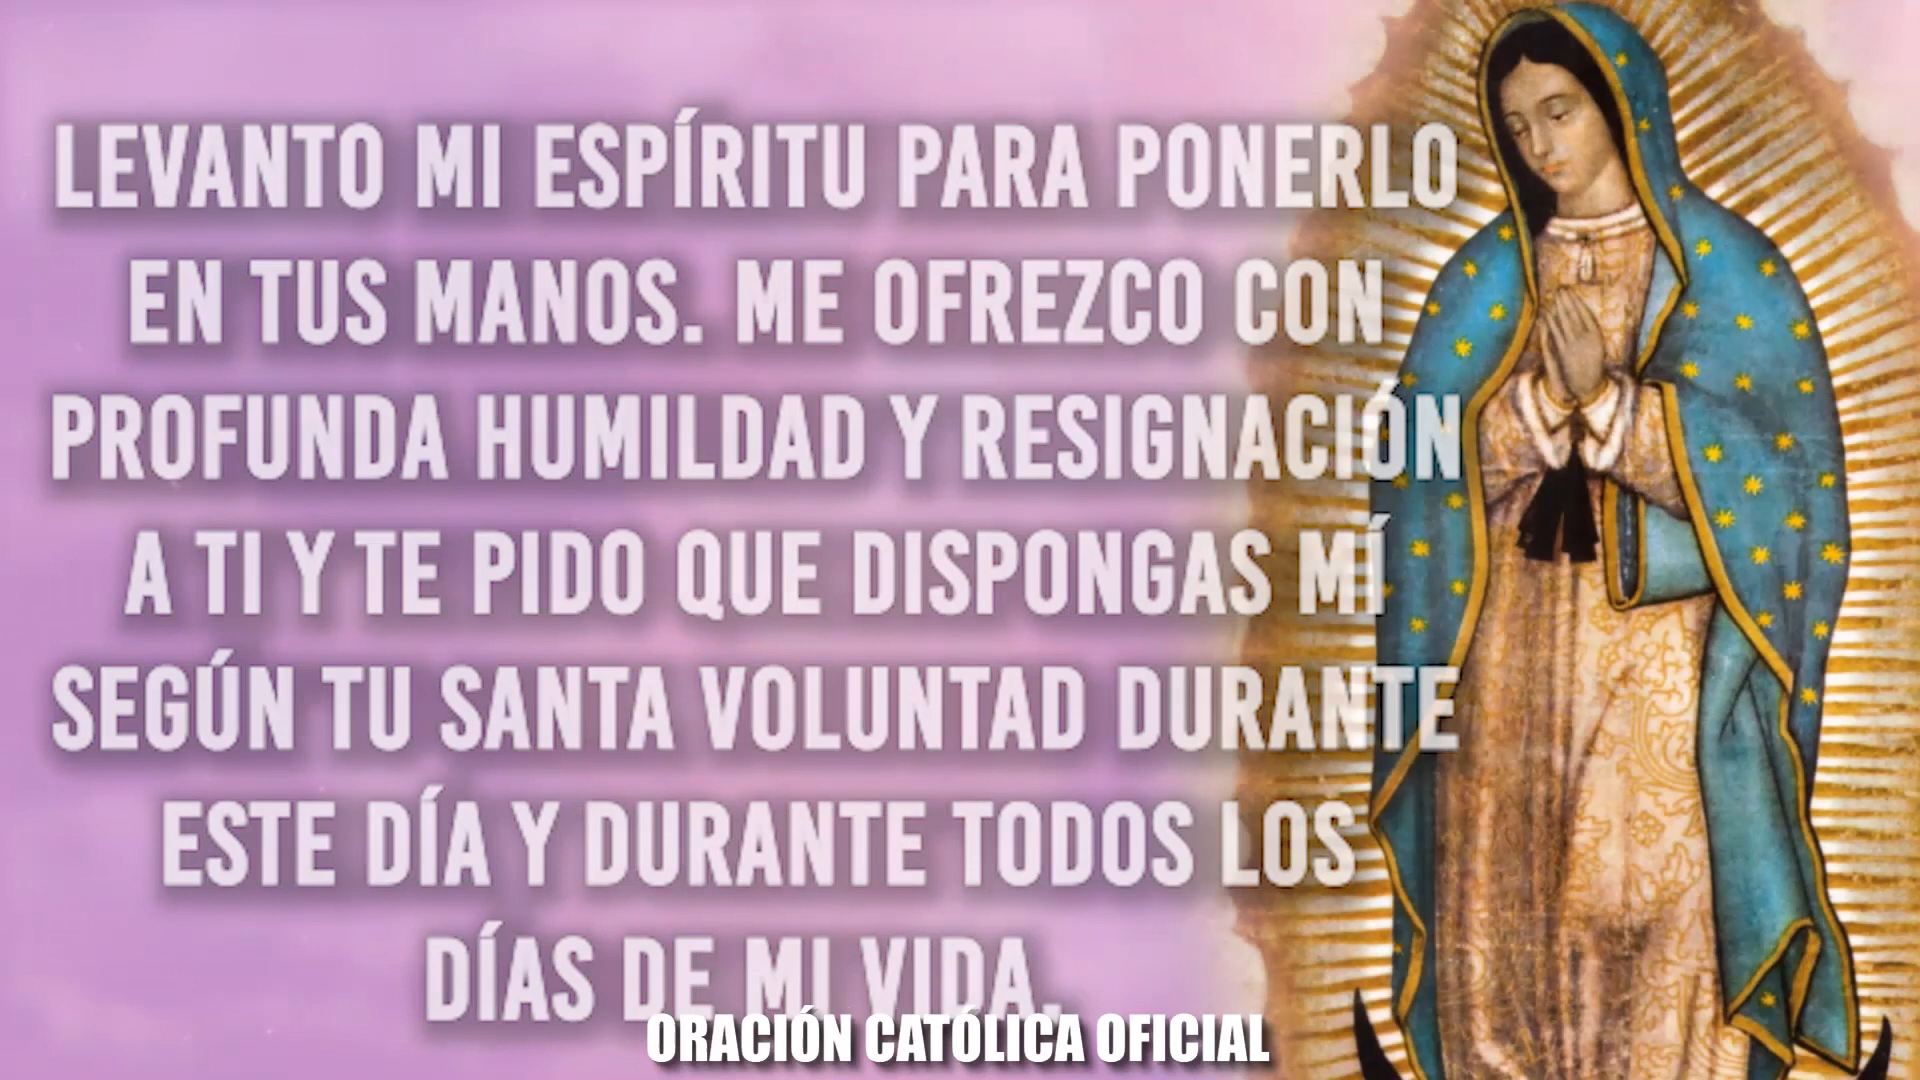 LEVANTO MI ESPÍRITU PARA PONERLO
EN TUS MANOS. ME OFREZCO CON
PROFUNDA HUMILDAD Y RESIGNACIÓN
A TI Y TE PIDO QUE DISPONGAS MÍ
SEGÚN TU SANTA VOLUNTAD DURANTE
ESTE DÍA Y DURANTE TODOS LOS
DÍAS DE MI VIDA.
ORACIÓN CATÓLICA OFICIAL